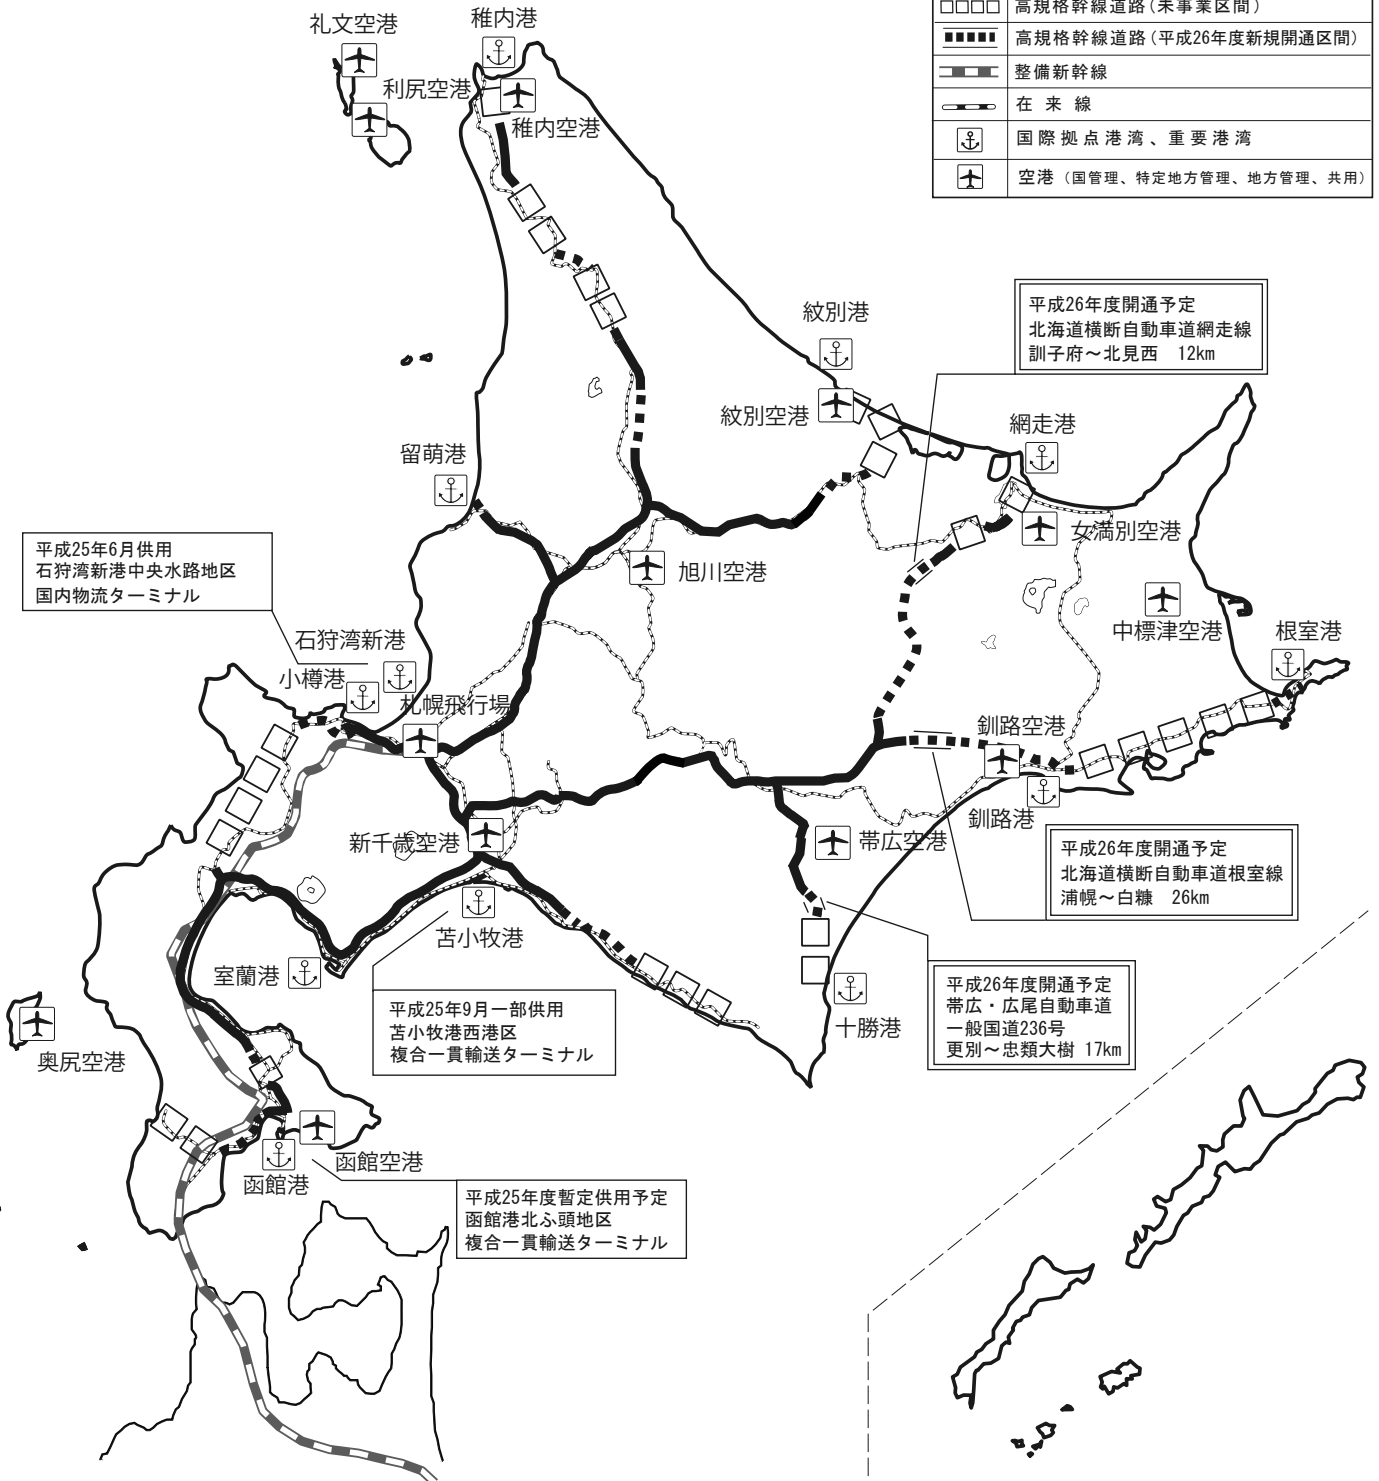 高規格幹線道路(未事業区間)
高規格幹線道路(平成26年度新規開通区間)
整備新幹線
在来線
国際拠点港湾、重要港湾
空港(国管理、特定地方管理、地方管理、共用)
礼文空港
稚内港
利尻空港
稚内空港
平成26年度開通予定
北海道横断自動車道網走線
訓子府～北見西 12km
紋別港
紋別空港
網走港
留萌港
女満別空港
平成25年6月供用
石狩湾新港中央水路地区
国内物流ターミナル
旭川空港
中標津空港
根室港
石狩湾新港
小樽港
札幌飛行場
釧路空港
釧路港
新千歳空港
帯広空港
平成26年度開通予定
北海道横断自動車道根室線
浦幌～白糠 26km
苫小牧港
室蘭港
平成25年9月一部供用
苫小牧港西港区
複合一貫輸送ターミナル
十勝港
平成26年度開通予定
帯広・広尾自動車道
一般国道236号
更別～忠類大樹 17km
奥尻空港
函館空港
函館港
平成25年度暫定供用予定
函館港北ふ頭地区
複合一貫輸送ターミナル